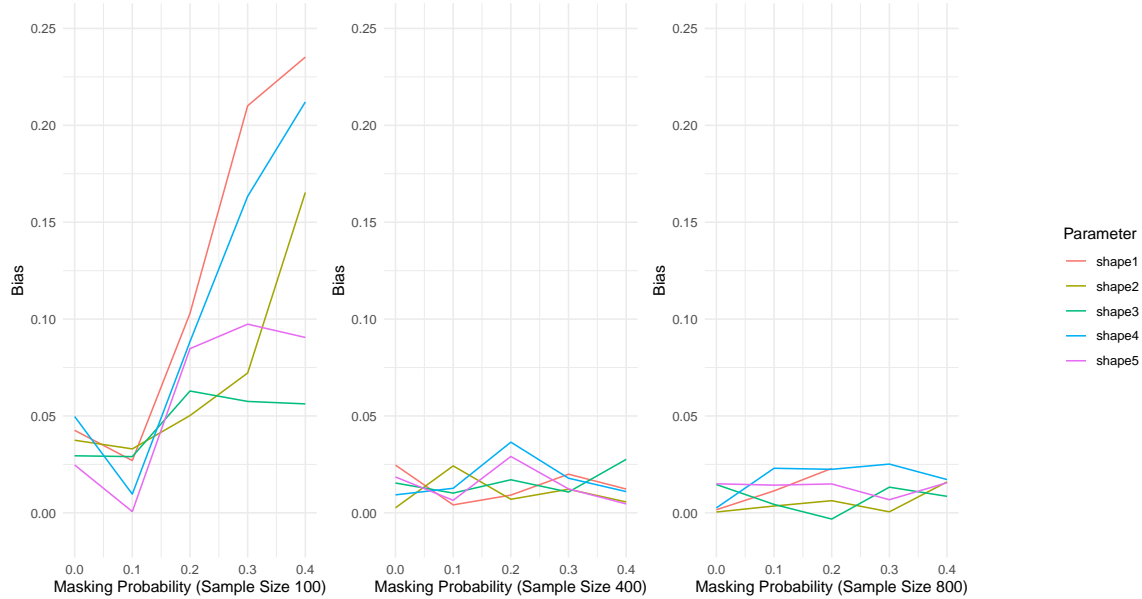 0.25
0.20
0.15
0.10
0.05
0.00
Bias
0.0 0.1 0.2 0.3 0.4
Masking Probability (Sample Size 100)
0.25
0.20
0.15
0.10
0.05
0.00
Bias
0.0 0.1 0.2 0.3 0.4
Masking Probability (Sample Size 400)
0.25
0.20
0.15
0.10
0.05
0.00
Bias
0.0 0.1 0.2 0.3 0.4
Masking Probability (Sample Size 800)
Parameter
shape1
shape2
shape3
shape4
shape5